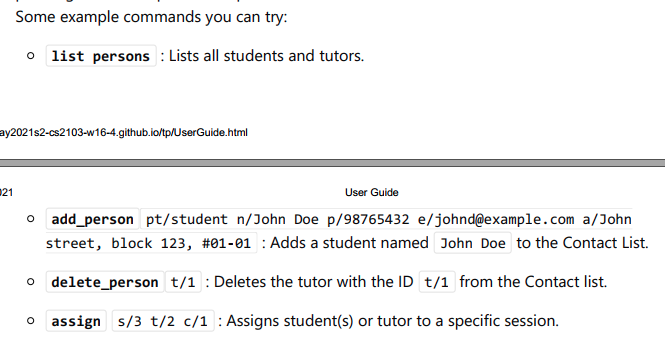 Some example commands you can try:
list persons : Lists all students and tutors.
ay2021s2-cs2103-w16-4.github.io/tp/UserGuide.html
021 User Guide
add_person pt/student n/John Doe p/98765432 e/johnd@example.com a/John
street, block 123, #01-01 : Adds a student named John Doe to the Contact List.
delete_person t/1 : Deletes the tutor with the ID t/1 from the Contact list.
assign s/3 t/2 c/1 : Assigns student(s) or tutor to a specific session.